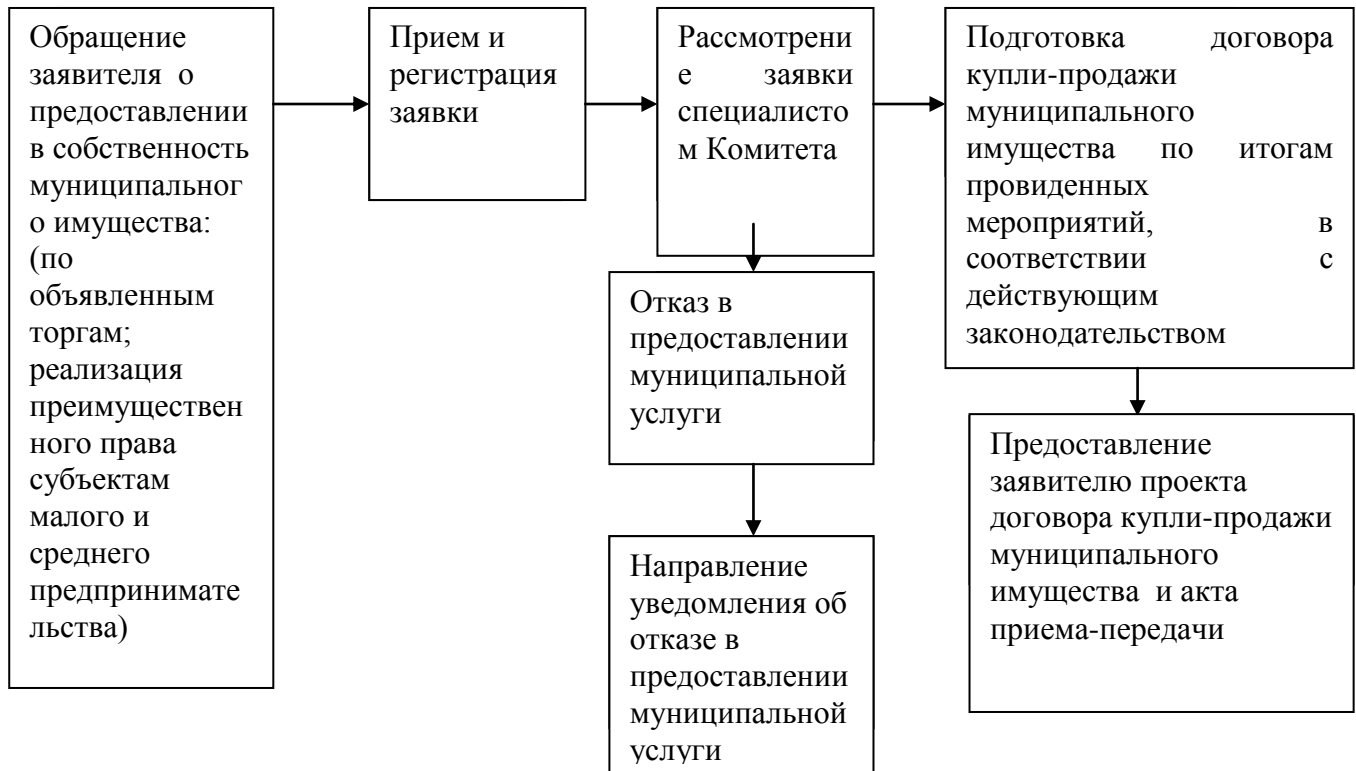 Обращение
заявителя о
предоставлении
в собственность
муниципальног
о имущества:
(по
объявленным
торгам;
реализация
преимуществен
ного права
субъектам
малого и
среднего
предпринимате
льства)
Прием и
регистрация
заявки
Рассмотрени
е заявки
специалисто
м Комитета
Отказ в
предоставлении
муниципальной
услуги
Направление
уведомления об
отказе в
предоставлении
муниципальной
услуги
Подготовка договора
купли-продажи
муниципального
имущества по итогам
провиденных
мероприятий, в
соответствии с
действующим
законодательством
Предоставление
заявителю проекта
договора купли-продажи
муниципального
имущества и акта
приема-передачи